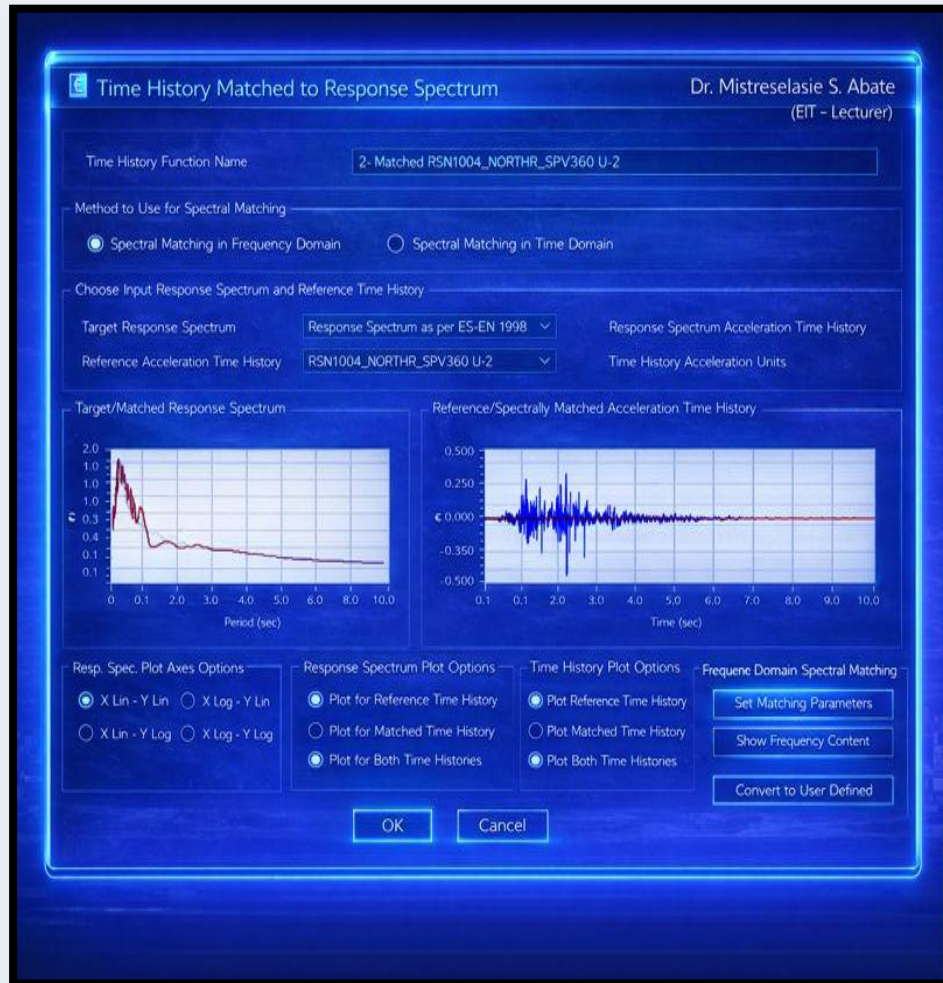 Time History Matched to Response Spectrum
Dr. Mistreselasie S. Abate
(EIT - Lecturer)
Time History Function Name
2- Matched RSN1004_NORTHR_SPV360 U-2
Method to Use for Spectral Matching
Spectral Matching in Frequency Domain
Spectral Matching in Time Domain
Choose Input Response Spectrum and Reference Time History
Target Response Spectrum
Response Spectrum as per ES-EN 1998
Response Spectrum Acceleration Time History
Reference Acceleration Time History
RSN1004_NORTHR_SPV360 U-2
Time History Acceleration Units
Target/Matched Response Spectrum
2.0
1.0
1.0
1.0
0.3
0.4
0.1
0.1
0 0.1 2.0 3.0 4.0 5.0 6.0 8.0 10.0
Period (sec)
Reference/Spectrally Matched Acceleration Time History
0.500
0.250
0.000
-0.350
-0.500
0.1 0.1 2.0 3.0 4.0 5.0 6.0 7.0 8.0 9.0 10.0
Time (sec)
Resp. Spec. Plot Axes Options
X Lin - Y Lin
X Log - Y Lin
X Lin - Y Log
X Log - Y Log
Response Spectrum Plot Options
Plot for Reference Time History
Plot for Matched Time History
Plot for Both Time Histories
Time History Plot Options
Plot Reference Time History
Plot Matched Time History
Plot Both Time Histories
Frequenc Domain Spectral Matching
Set Matching Parameters
Show Frequency Content
Convert to User Defined
OK
Cancel